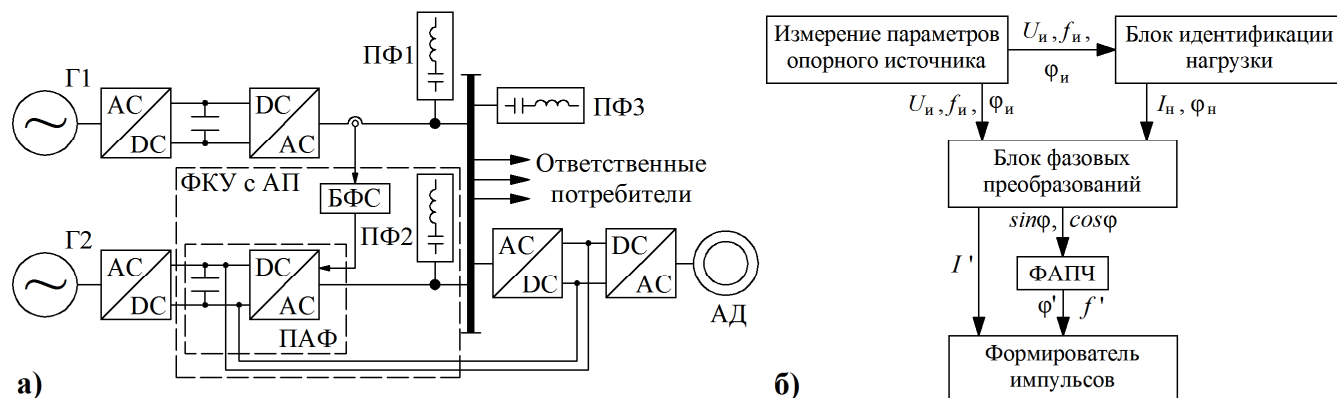 Г1
AC
DC
DC
AC
ПФ1
ПФ3
Ответственные
потребители
ФКУ с АП
БФС
ПФ2
Г2
AC
DC
DC
AC
ПАФ
AC
DC
DC
AC
АД
а)
Измерение параметров
опорного источника
Uи, fи,
φи
Блок идентификации
нагрузки
Uи, fи, φи
Iн, φн
Блок фазовых
преобразований
sinφ, cosφ
I '
ФАПЧ
φ' f '
Формирователь
импульсов
б)